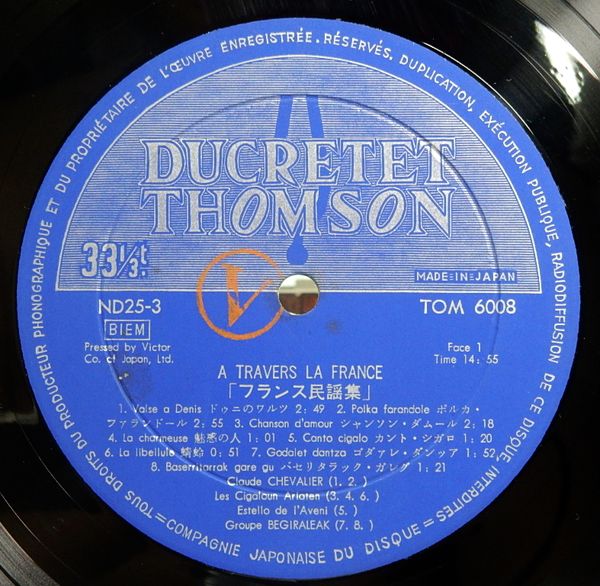 TOUS DROITS DU PRODUCTEUR PHONOGRAPHIQUE ET DU PROPRIÉTAIRE DE L'ŒUVRE ENREGISTRÉE. RÉSERVÉS. DUPLICATION, EXÉCUTION PUBLIQUE, RADIODIFFUSION DE CE DISQUE INTERDITES=
COMPAGNIE JAPONAISE DU DISQUE=
DUCRETET
THOMSON
33 1/3 t.
MADE-IN-JAPAN
ND25-3
TOM 6008
BIEM
V
Pressed by Victor
Co. of Japan, Ltd.
Face 1
Time 14: 55
A TRAVERS LA FRANCE
「フランス民謡集」
1. Valse a Denis ドゥニのワルツ 2: 49 2. Polka farandole ポルカ・
ファランドール 2: 55 3. Chanson d'amour シャンソン・ダムール 2: 18
4. La charmeuse 魅惑の人 1: 01 5. Canto cigalo カント・シガロ 1: 20
6. La libellule 蜻蛉 0: 51 7. Godalet dantza ゴダァレ・ダンツァ 1: 52
8. Baserritarrak gare gu バセリタラック・ガレグ 1: 21
Claude CHEVALIER (1. 2. )
Les Cigaloun Arlaten (3. 4. 6. )
Estello de l'Aveni (5. )
Groupe BEGIRALEAK (7. 8. )